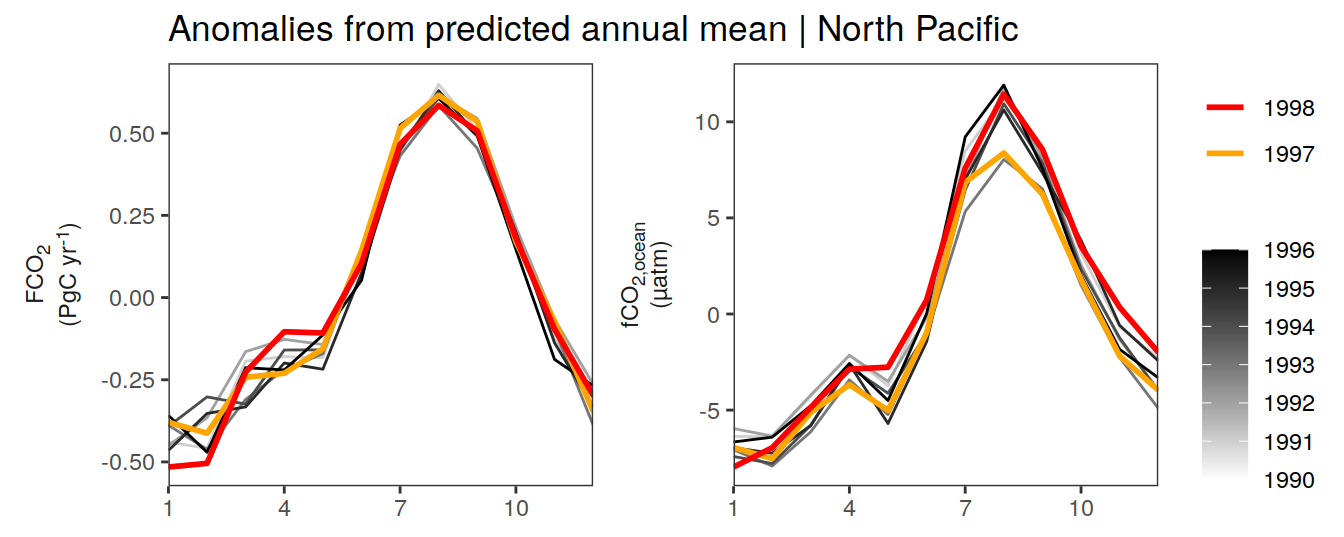 Anomalies from predicted annual mean | North Pacific
FCO₂
(PgC yr⁻¹)
0.50
0.25
0.00
-0.25
-0.50
1 4 7 10
fCO₂,ocean
(µatm)
10
5
0
-5
1 4 7 10
1998
1997
1996
1995
1994
1993
1992
1991
1990